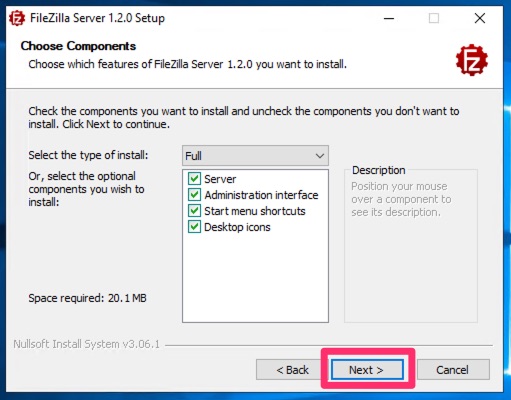 FileZilla Server 1.2.0 Setup
Choose Components
Choose which features of FileZilla Server 1.2.0 you want to install.
Check the components you want to install and uncheck the components you don't want to
install. Click Next to continue.
Select the type of install:
Full
Or, select the optional
components you wish to
install:
Server
Administration interface
Start menu shortcuts
Desktop icons
Description
Position your mouse
over a component to
see its description.
Space required: 20.1 MB
Nullsoft Install System v3.06.1
< Back
Next >
Cancel